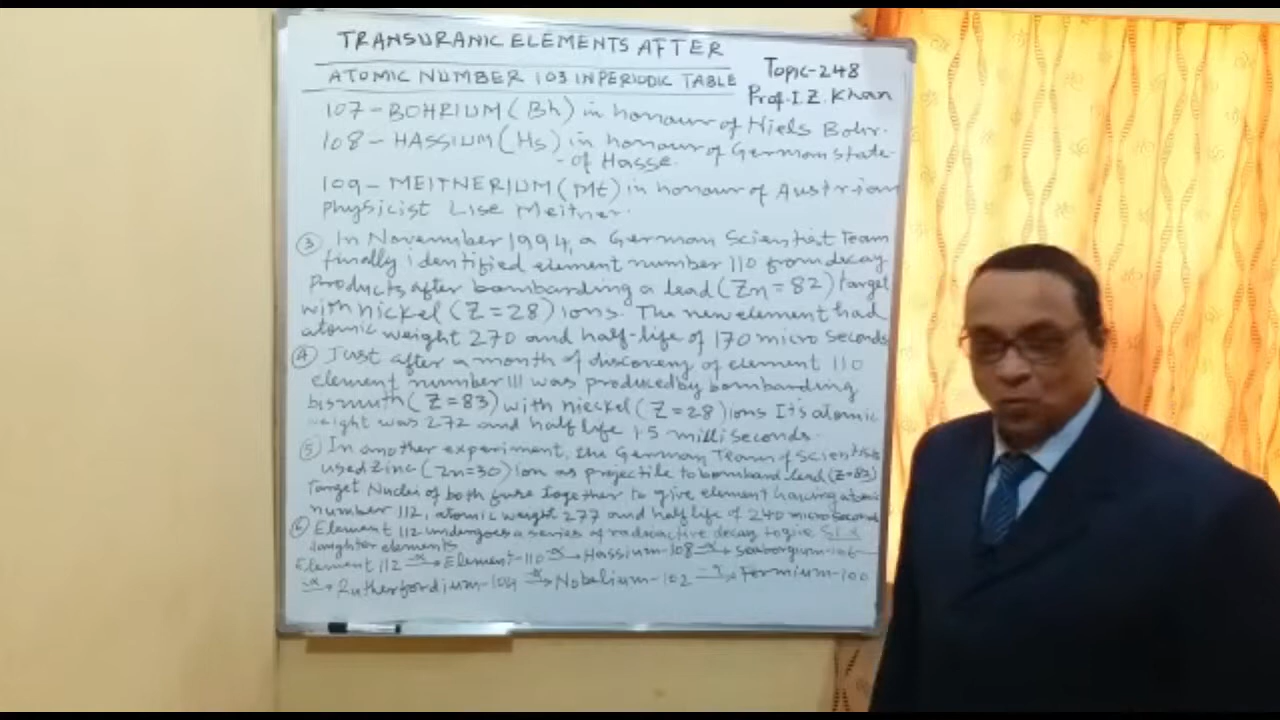 TRANSURANIC ELEMENTS AFTER
ATOMIC NUMBER 103 IN PERIODIC TABLE
Topic-248
Prof. I. Z. Khan
107 - BOHRIUM (Bh) in honour of Niels Bohr.
108 - HASSIUM (Hs) in honour of German state
- of Hasse.
109 - MEITNERIUM (Mt) in honour of Austrian
Physicist Lise Meitner.
③ In November 1994, a German Scientist Team
finally identified element number 110 from decay
Products after bombarding a lead (Zn = 82) target
with nickel (Z = 28) ions. The new element had
atomic weight 270 and half-life of 170 micro seconds
④ Just after a month of discovery of element 110
element number 111 was produced by bombarding
bismuth (Z = 83) with nieckel (Z = 28) ions Its atomic
weight was 272 and half life 1.5 milliseconds.
⑤ In another experiment, the German Team of Scientists
used Zinc (Zn=30) Ion as projectile to bombard lead (Z=82)
Target Nuclei of both fuse together to give element having atomic
number 112, atomic weight 277 and half life of 240 micro seconds
⑥ Element 112 undergoes a series of radioactive decay to give SIX
daughter elements
Element 112 -α→ Element-110 -α→ Hassium-108 -α→ Seaborgium-106-
-α→ Rutherfordium-104 -α→ Nobelium-102 -α→ Fermium-100